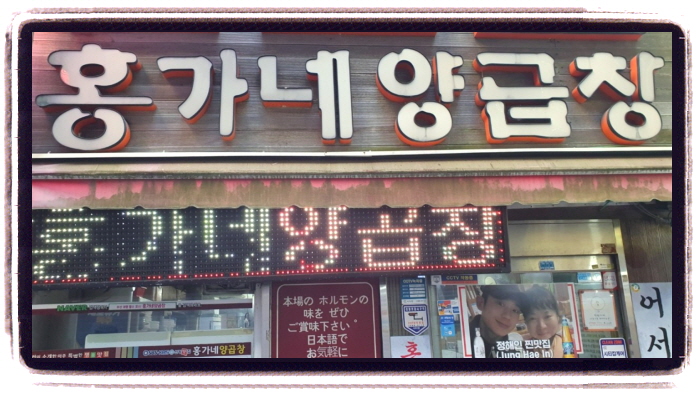 홍가네 양곱창
홍가네 양곱창
本場の ホルモンの
味を ぜひ
ご賞味下さい。
日本語で
お気軽に
홍가네양곱창
정해인 찐맛집
(Jung Hae In)
어서